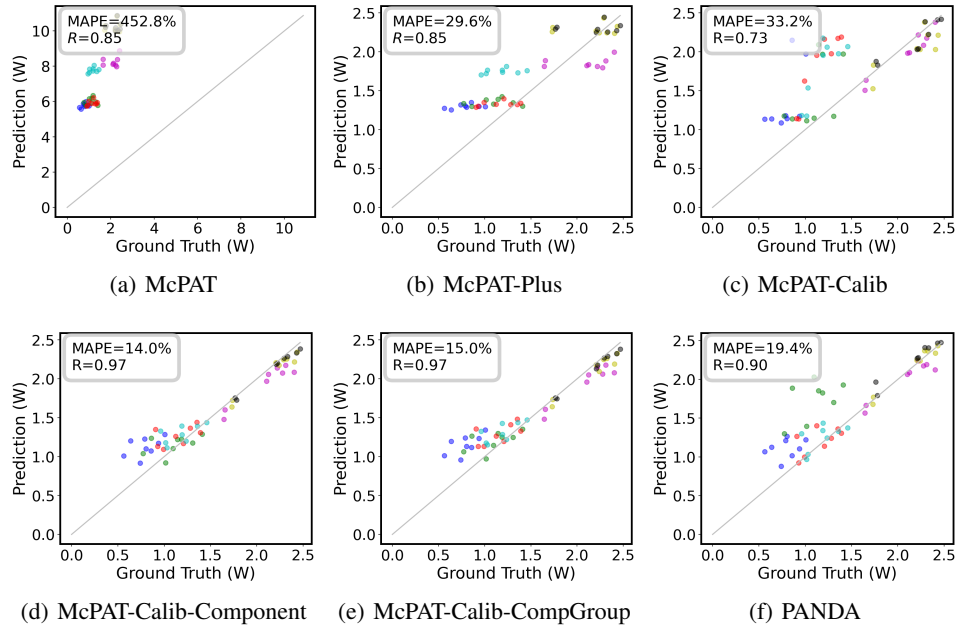 MAPE=452.8%
R=0.85
Prediction (W)
10
8
6
4
2
0
0 2 4 6 8 10
Ground Truth (W)
(a) McPAT
MAPE=29.6%
R=0.85
Prediction (W)
2.5
2.0
1.5
1.0
0.5
0.0
0.0 0.5 1.0 1.5 2.0 2.5
Ground Truth (W)
(b) McPAT-Plus
MAPE=33.2%
R=0.73
Prediction (W)
2.5
2.0
1.5
1.0
0.5
0.0
0.0 0.5 1.0 1.5 2.0 2.5
Ground Truth (W)
(c) McPAT-Calib
MAPE=14.0%
R=0.97
Prediction (W)
2.5
2.0
1.5
1.0
0.5
0.0
0.0 0.5 1.0 1.5 2.0 2.5
Ground Truth (W)
(d) McPAT-Calib-Component
MAPE=15.0%
R=0.97
Prediction (W)
2.5
2.0
1.5
1.0
0.5
0.0
0.0 0.5 1.0 1.5 2.0 2.5
Ground Truth (W)
(e) McPAT-Calib-CompGroup
MAPE=19.4%
R=0.90
Prediction (W)
2.5
2.0
1.5
1.0
0.5
0.0
0.0 0.5 1.0 1.5 2.0 2.5
Ground Truth (W)
(f) PANDA